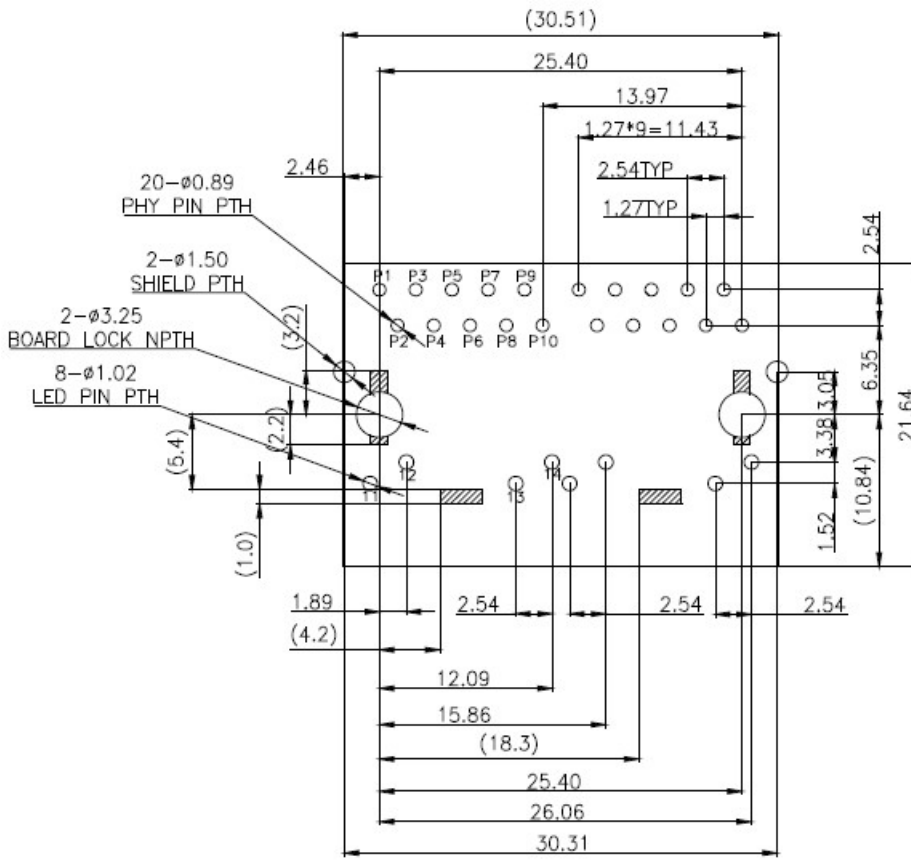 (30.51)
25.40
13.97
1.27*9=11.43
2.46
2.54TYP
20-ø0.89
PHY PIN PTH
1.27TYP
2.54
2-ø1.50
SHIELD PTH
P1 P3 P5 P7 P9
2-ø3.25
BOARD LOCK NPTH
(3.2)
P2 P4 P6 P8 P10
6.35
8-ø1.02
LED PIN PTH
3.05
21.64
(2.2)
(5.4)
3.38
12 14
11 13
(10.84)
(1.0)
1.52
1.89 2.54 2.54 2.54
(4.2)
12.09
15.86
(18.3)
25.40
26.06
30.31